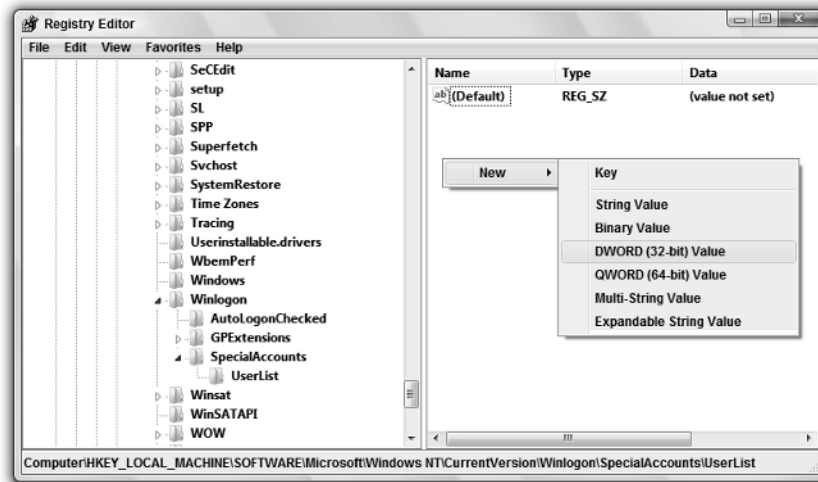 Registry Editor
File Edit View Favorites Help
SeCEdit
setup
SL
SPP
Superfetch
Svchost
SystemRestore
Time Zones
Tracing
Userinstallable.drivers
WbemPerf
Windows
Winlogon
AutoLogonChecked
GPExtensions
SpecialAccounts
UserList
Winsat
WinSATAPI
WOW
Name Type Data
ab (Default) REG_SZ (value not set)
New
Key
String Value
Binary Value
DWORD (32-bit) Value
QWORD (64-bit) Value
Multi-String Value
Expandable String Value
Computer\HKEY_LOCAL_MACHINE\SOFTWARE\Microsoft\Windows NT\CurrentVersion\Winlogon\SpecialAccounts\UserList